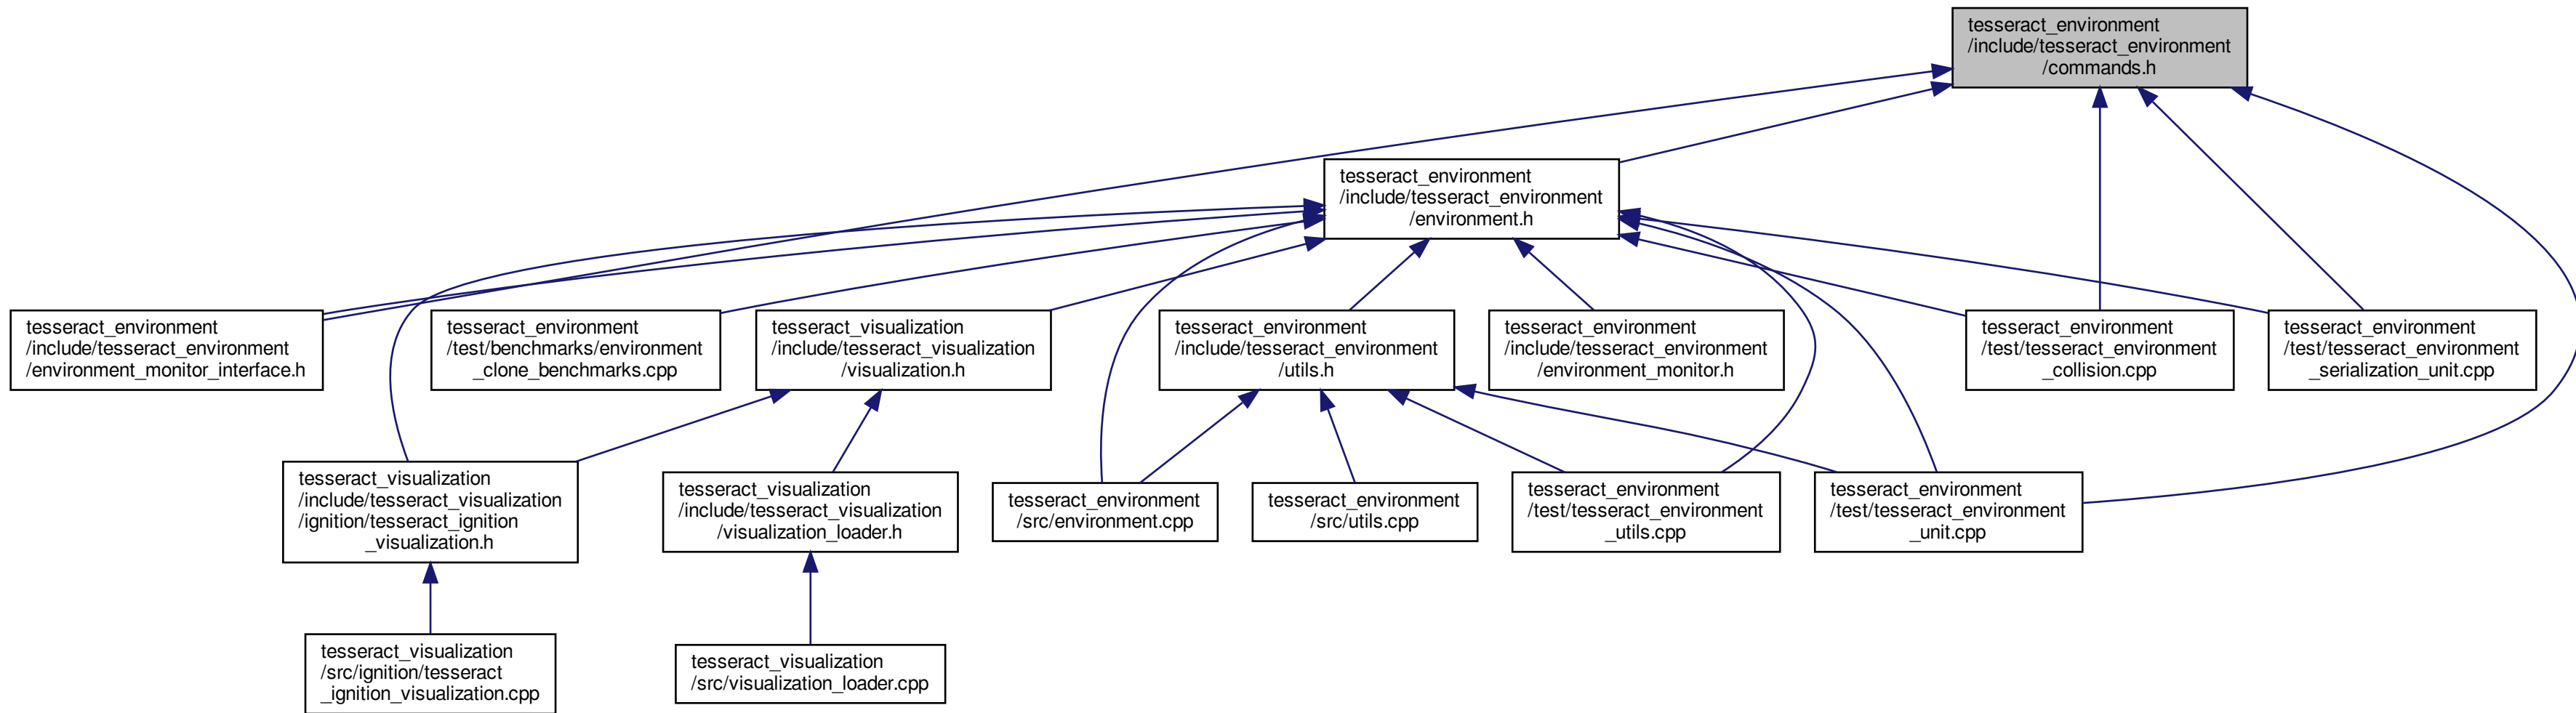 tesseract_environment
/include/tesseract_environment
/commands.h
tesseract_environment
/include/tesseract_environment
/environment.h
tesseract_environment
/include/tesseract_environment
/environment_monitor_interface.h
tesseract_environment
/test/benchmarks/environment
_clone_benchmarks.cpp
tesseract_visualization
/include/tesseract_visualization
/visualization.h
tesseract_environment
/include/tesseract_environment
/utils.h
tesseract_environment
/include/tesseract_environment
/environment_monitor.h
tesseract_environment
/test/tesseract_environment
_collision.cpp
tesseract_environment
/test/tesseract_environment
_serialization_unit.cpp
tesseract_visualization
/include/tesseract_visualization
/ignition/tesseract_ignition
_visualization.h
tesseract_visualization
/include/tesseract_visualization
/visualization_loader.h
tesseract_environment
/src/environment.cpp
tesseract_environment
/src/utils.cpp
tesseract_environment
/test/tesseract_environment
_utils.cpp
tesseract_environment
/test/tesseract_environment
_unit.cpp
tesseract_visualization
/src/ignition/tesseract
_ignition_visualization.cpp
tesseract_visualization
/src/visualization_loader.cpp